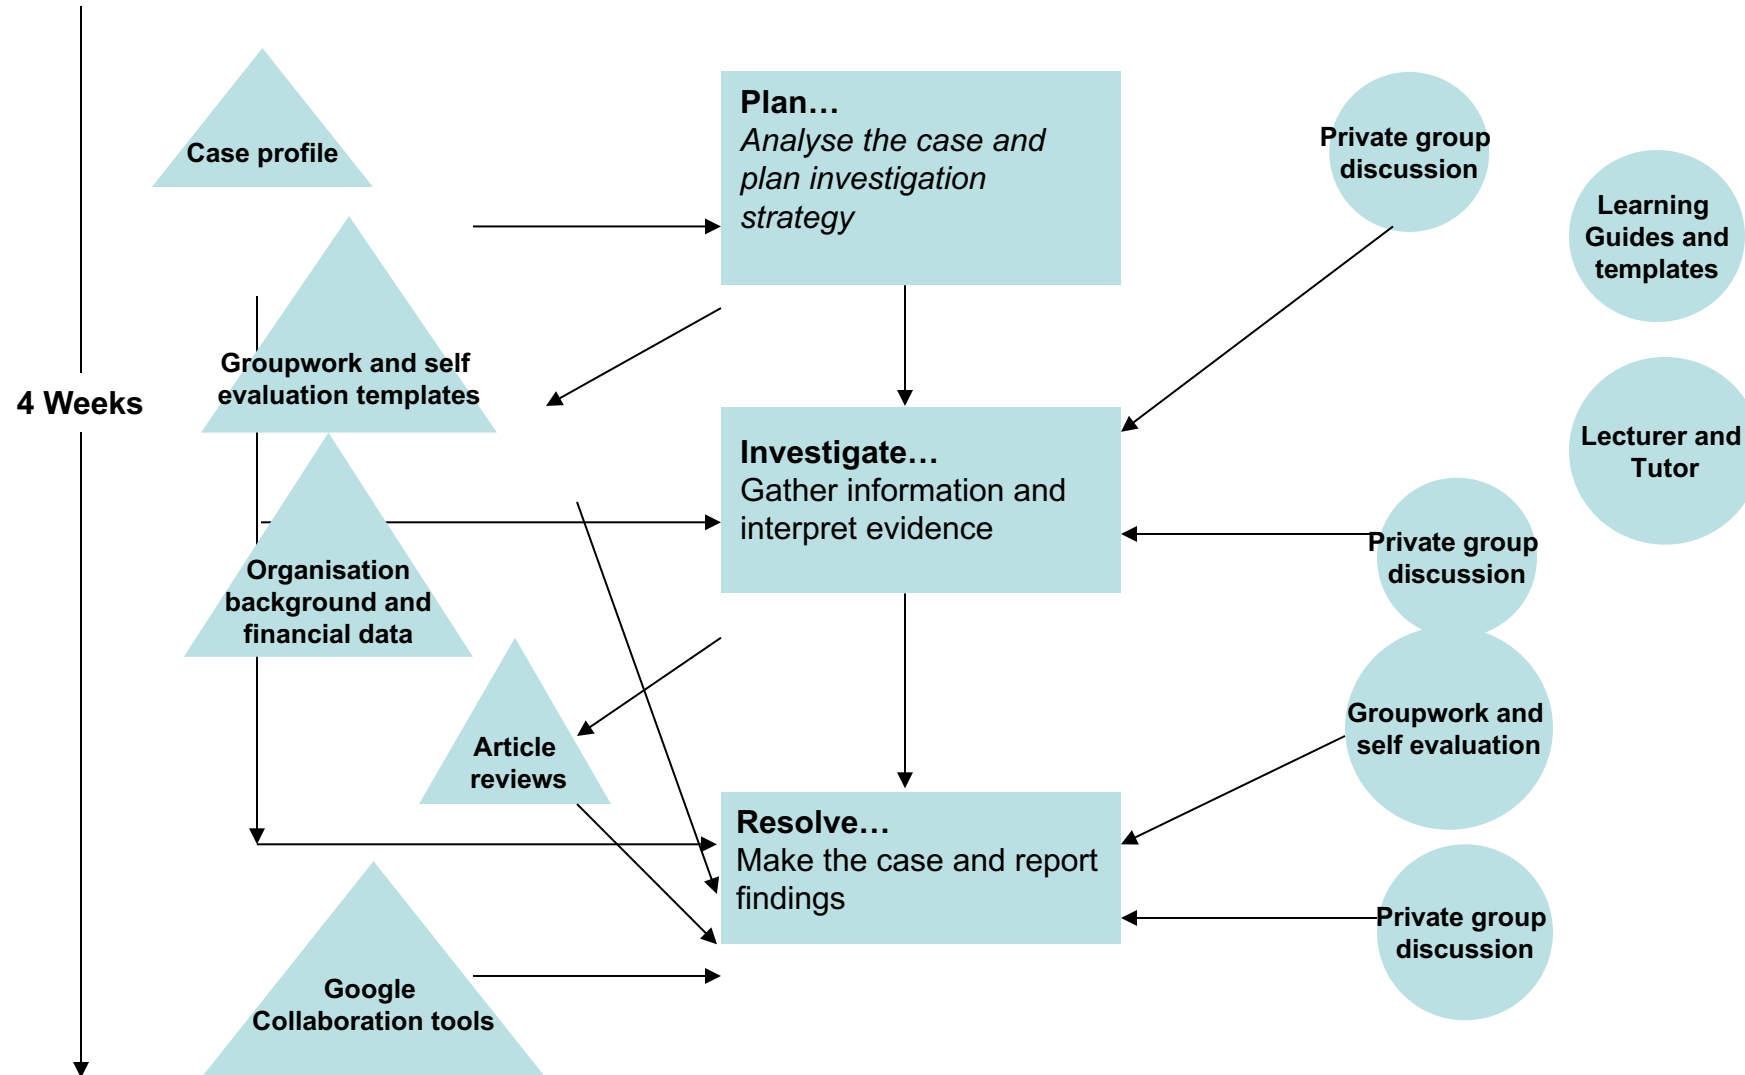 4 Weeks
Case profile
Groupwork and self
evaluation templates
Organisation
background and
financial data
Article
reviews
Google
Collaboration tools
Plan…
Analyse the case and
plan investigation
strategy
Investigate…
Gather information and
interpret evidence
Resolve…
Make the case and report
findings
Private group
discussion
Learning
Guides and
templates
Lecturer and
Tutor
Private group
discussion
Groupwork and
self evaluation
Private group
discussion